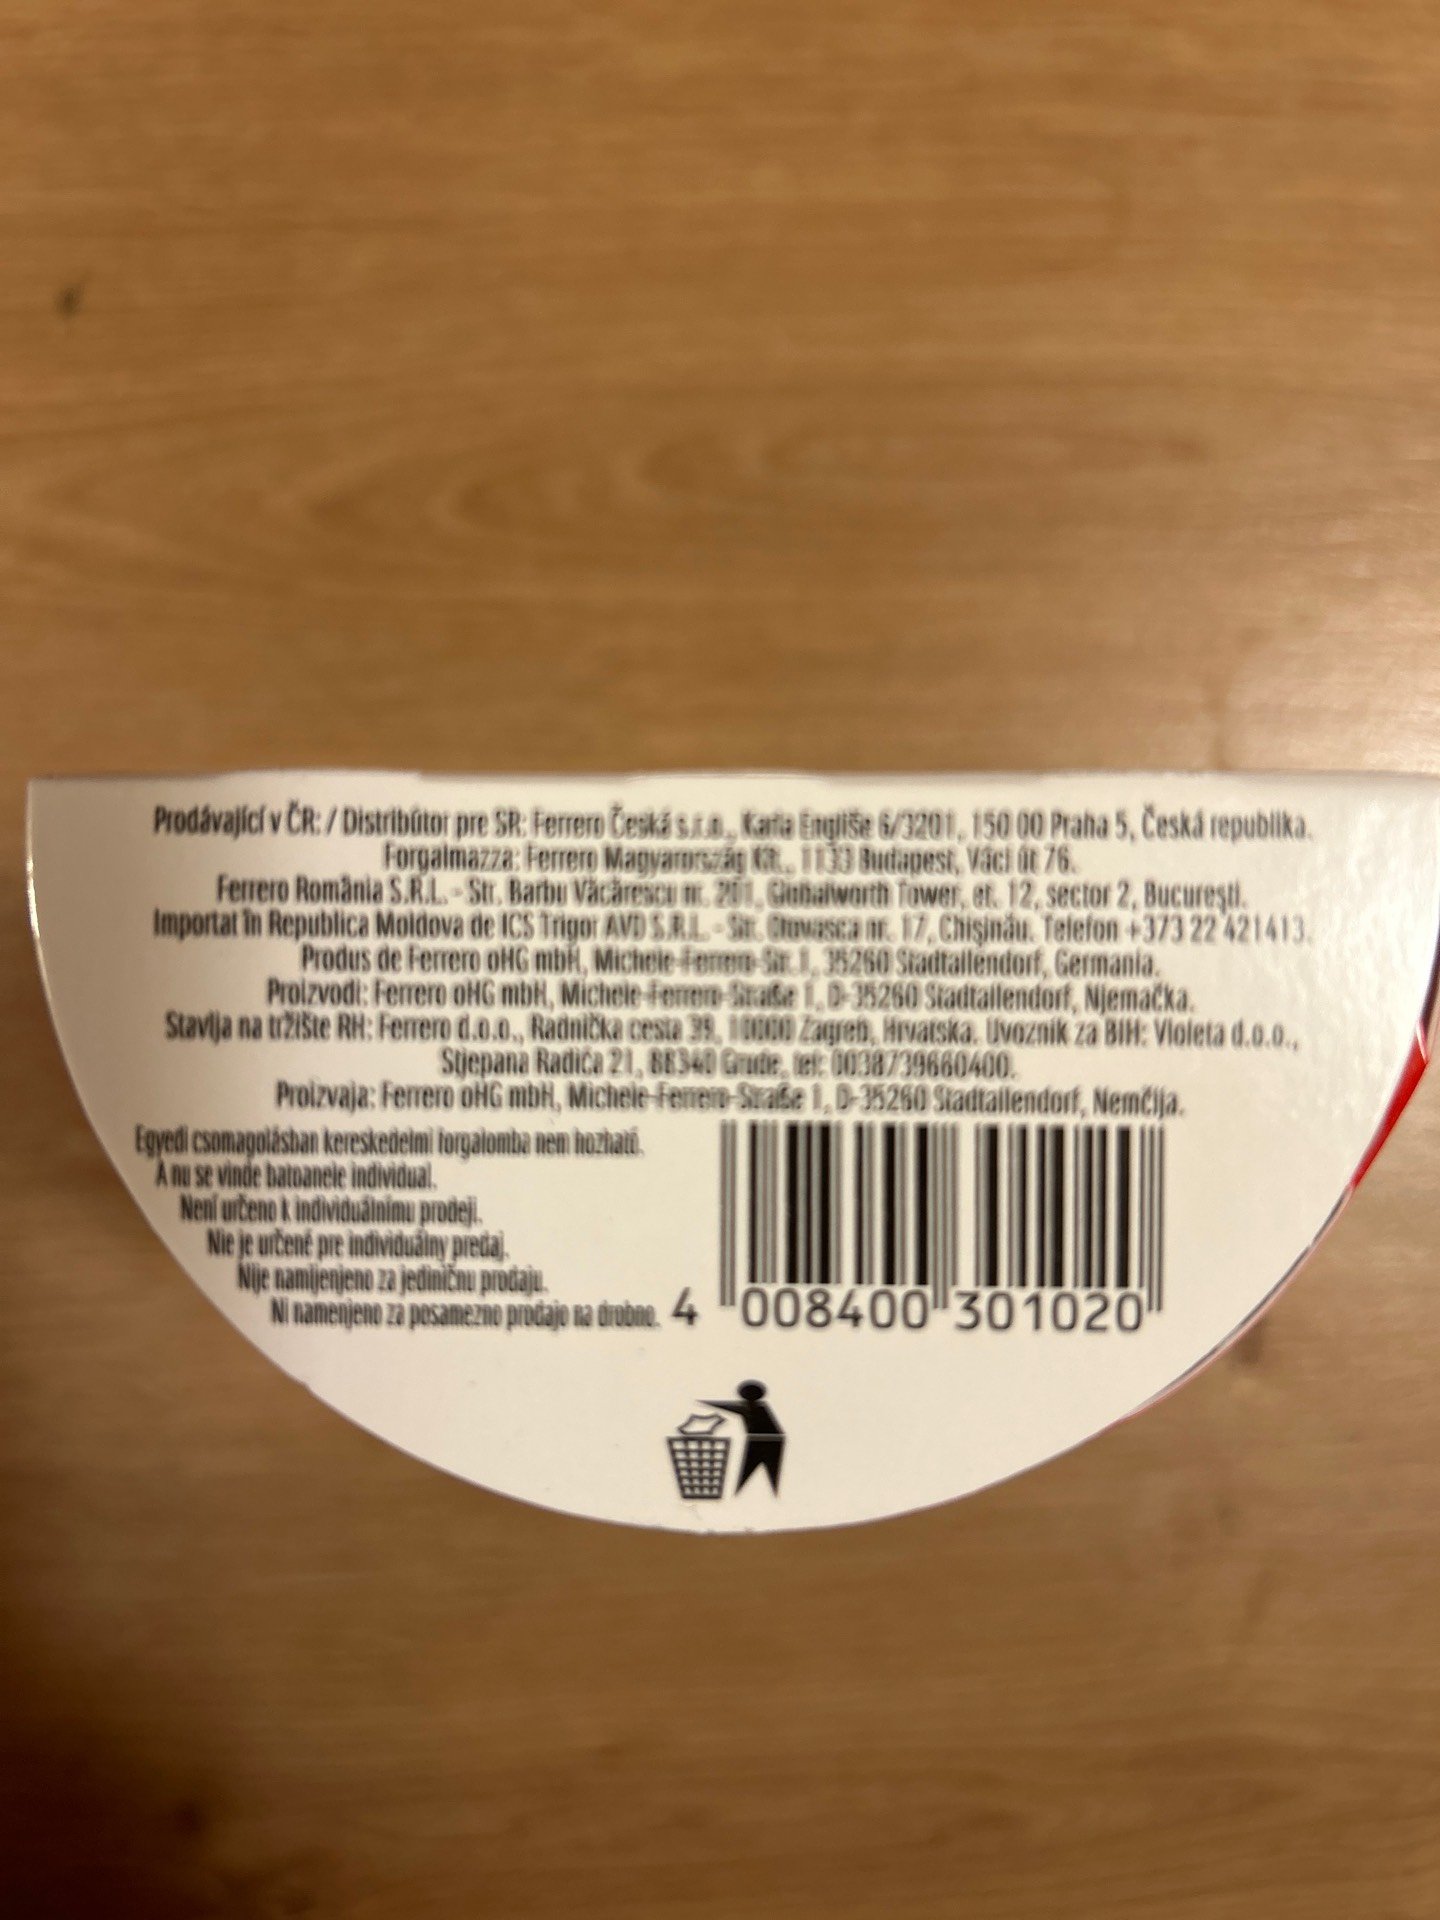 Prodávající v ČR: / Distribútor pre SR: Ferrero Česká s.r.o., Karla Engliše 6/3201, 150 00 Praha 5, Česká republika.
Forgalmazza: Ferrero Magyarország Kft., 1133 Budapest, Váci út 76.
Ferrero România S.R.L. - Str. Barbu Văcărescu nr. 201, Globalworth Tower, et. 12, sector 2, Bucureşti.
Importat în Republica Moldova de ICS Trigor AVD S.R.L. - Str. nr. 17, Chişinău. Telefon +373 22 421413.
Produs de Ferrero oHG mbH, Michele-Ferrero-Str. 1, 35260 Stadtallendorf, Germania.
Proizvodi: Ferrero oHG mbH, Michele-Ferrero-Straße 1, D-35260 Stadtallendorf, Njemačka.
Stavlja na tržište RH: Ferrero d.o.o., Radnička cesta 39, 10000 Zagreb, Hrvatska. Uvoznik za BIH: Violeta d.o.o.,
Stjepana Radića 21, 88340 Grude, tel: 0038739660400.
Proizvaja: Ferrero oHG mbH, Michele-Ferrero-Straße 1, D-35260 Stadtallendorf, Nemčija.
Egyedi csomagolásban kereskedelmi forgalomba nem hozható.
A nu se vinde batoanele individual.
Není určeno k individuálnímu prodeji.
Nie je určené pre individuálny predaj.
Nije namijenjeno za jediničnu prodaju.
Ni namenjeno za posamezno prodajo na drobno.
4 008400 301020